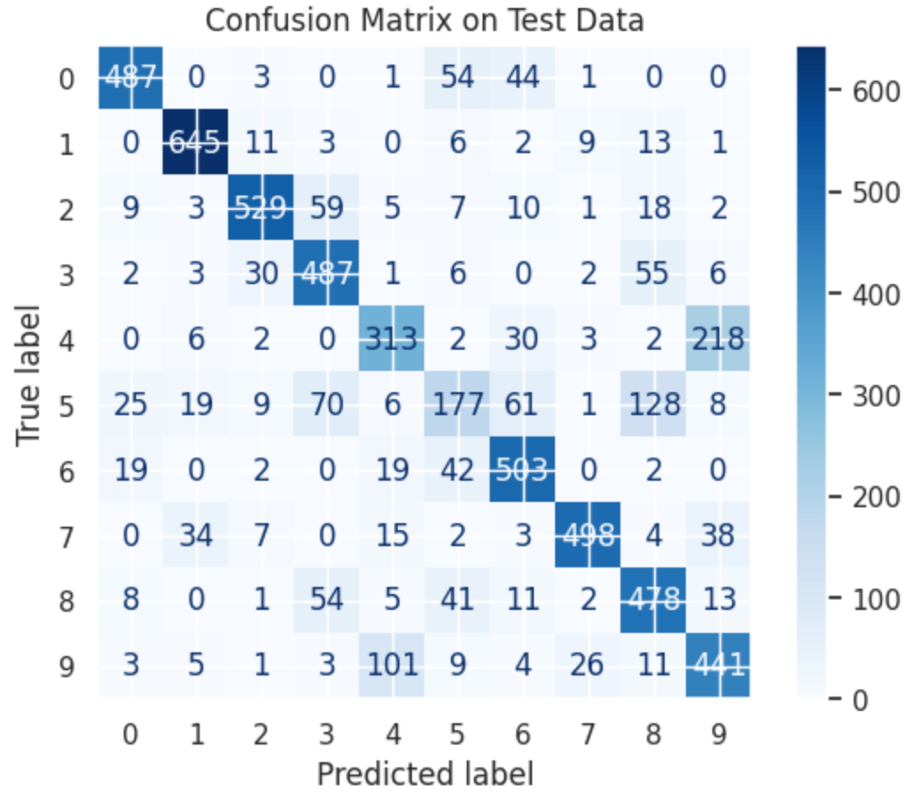 Confusion Matrix on Test Data
0 487 0 3 0 1 54 44 1 0 0
1 0 645 11 3 0 6 2 9 13 1
2 9 3 529 59 5 7 10 1 18 2
3 2 3 30 487 1 6 0 2 55 6
4 0 6 2 0 313 2 30 3 2 218
5 25 19 9 70 6 177 61 1 128 8
6 19 0 2 0 19 42 503 0 2 0
7 0 34 7 0 15 2 3 498 4 38
8 8 0 1 54 5 41 11 2 478 13
9 3 5 1 3 101 9 4 26 11 441
0 1 2 3 4 5 6 7 8 9
Predicted label
True label
600
500
400
300
200
100
0